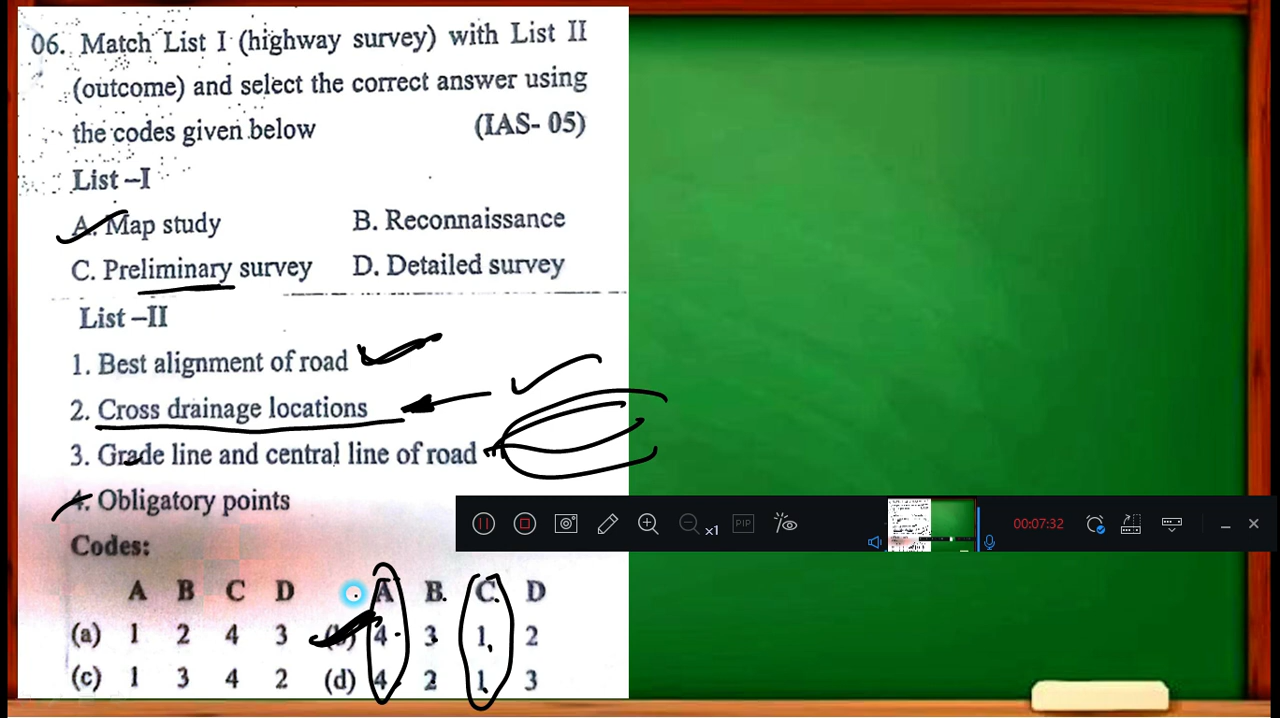 06. Match List I (highway survey) with List II
(outcome) and select the correct answer using
the codes given below (IAS- 05)
List –I
A. Map study B. Reconnaissance
C. Preliminary survey D. Detailed survey
List –II
1. Best alignment of road
2. Cross drainage locations
3. Grade line and central line of road
4. Obligatory points
x1 PIP 00:07:32
Codes:
A B C D A B. C. D
(a) 1 2 4 3 (b) 4 3 1 2
(c) 1 3 4 2 (d) 4 2 1 3